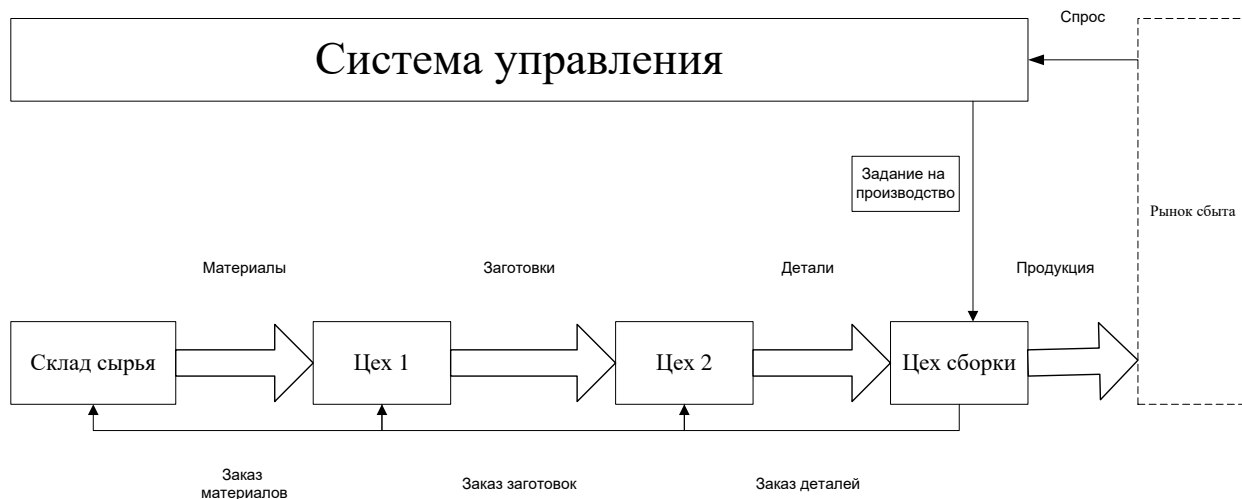 Спрос
Система управления
Задание на
производство
Рынок сбыта
Материалы
Заготовки
Детали
Продукция
Склад сырья
Цех 1
Цех 2
Цех сборки
Заказ
материалов
Заказ заготовок
Заказ деталей